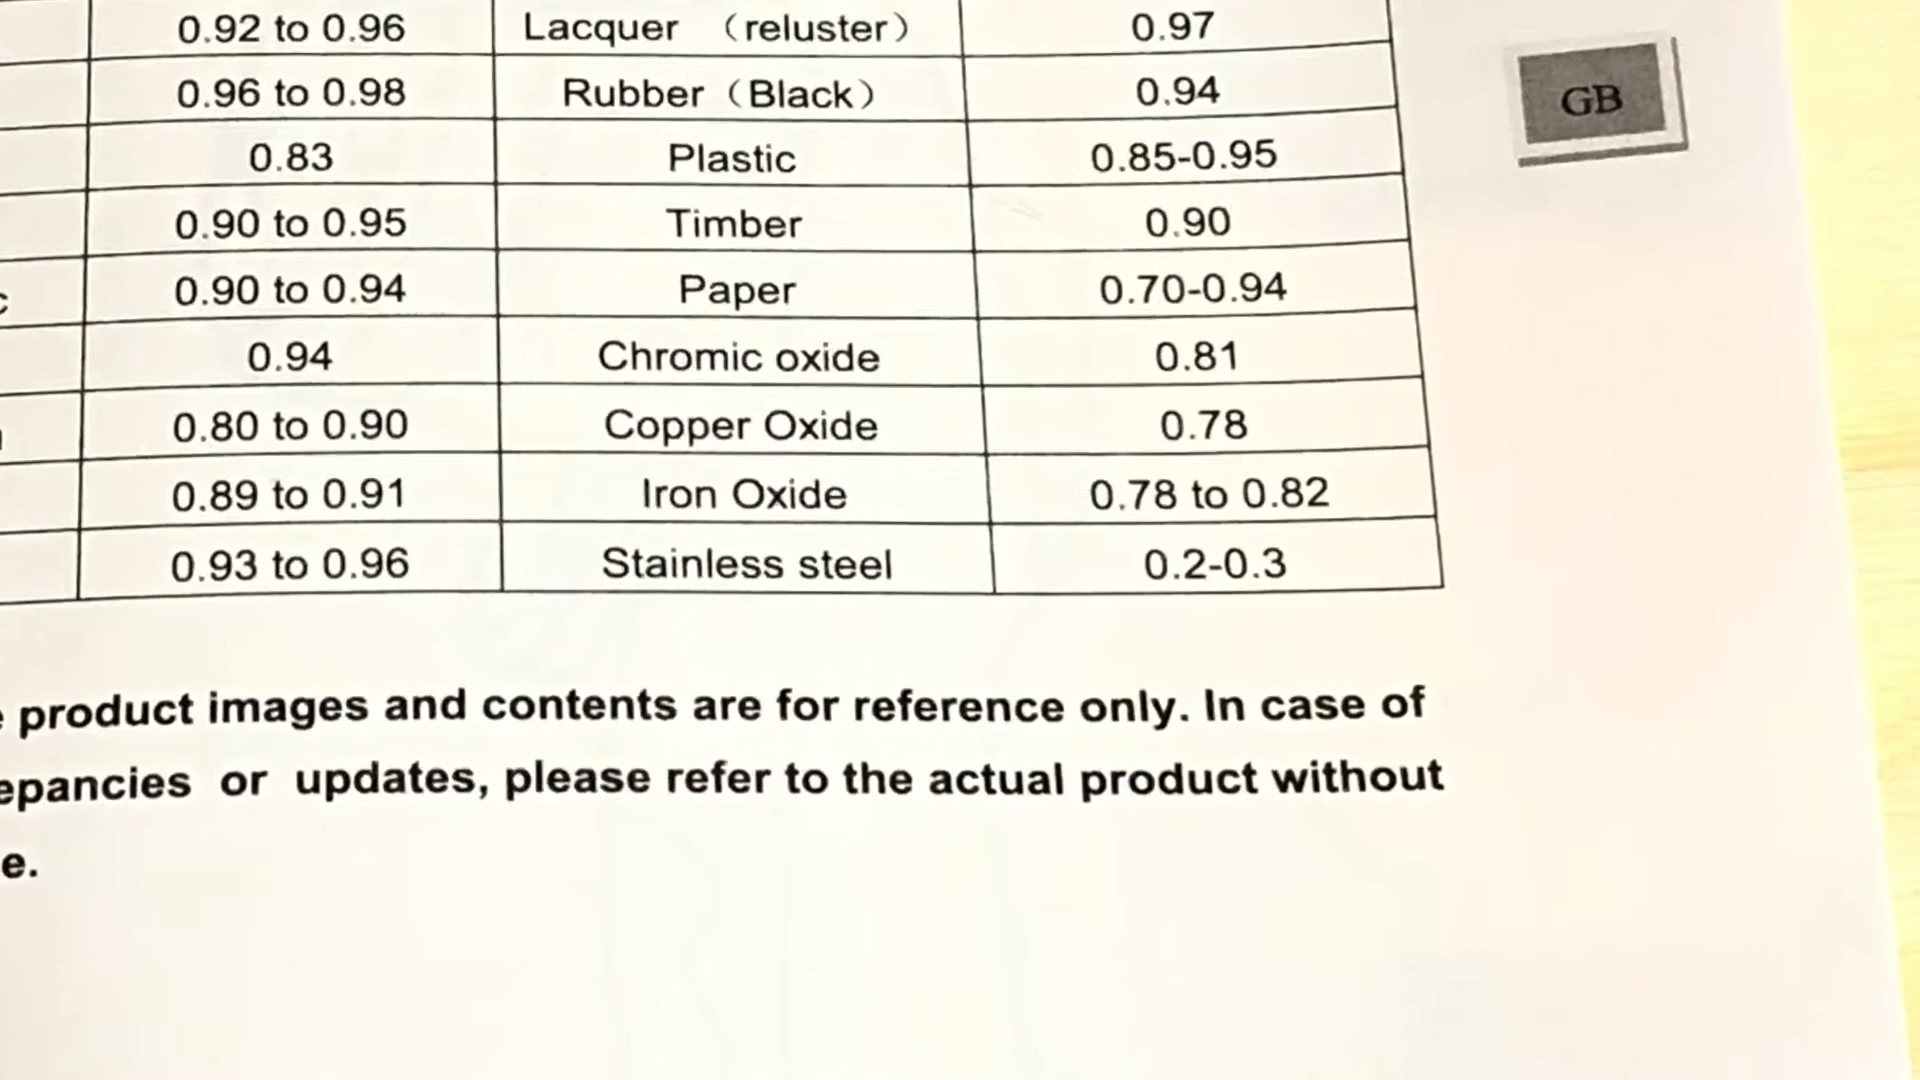 0.92 to 0.96 Lacquer （reluster） 0.97
GB
0.96 to 0.98 Rubber（Black） 0.94
0.83 Plastic 0.85-0.95
0.90 to 0.95 Timber 0.90
0.90 to 0.94 Paper 0.70-0.94
0.94 Chromic oxide 0.81
0.80 to 0.90 Copper Oxide 0.78
0.89 to 0.91 Iron Oxide 0.78 to 0.82
0.93 to 0.96 Stainless steel 0.2-0.3
product images and contents are for reference only. In case of
epancies or updates, please refer to the actual product without
e.